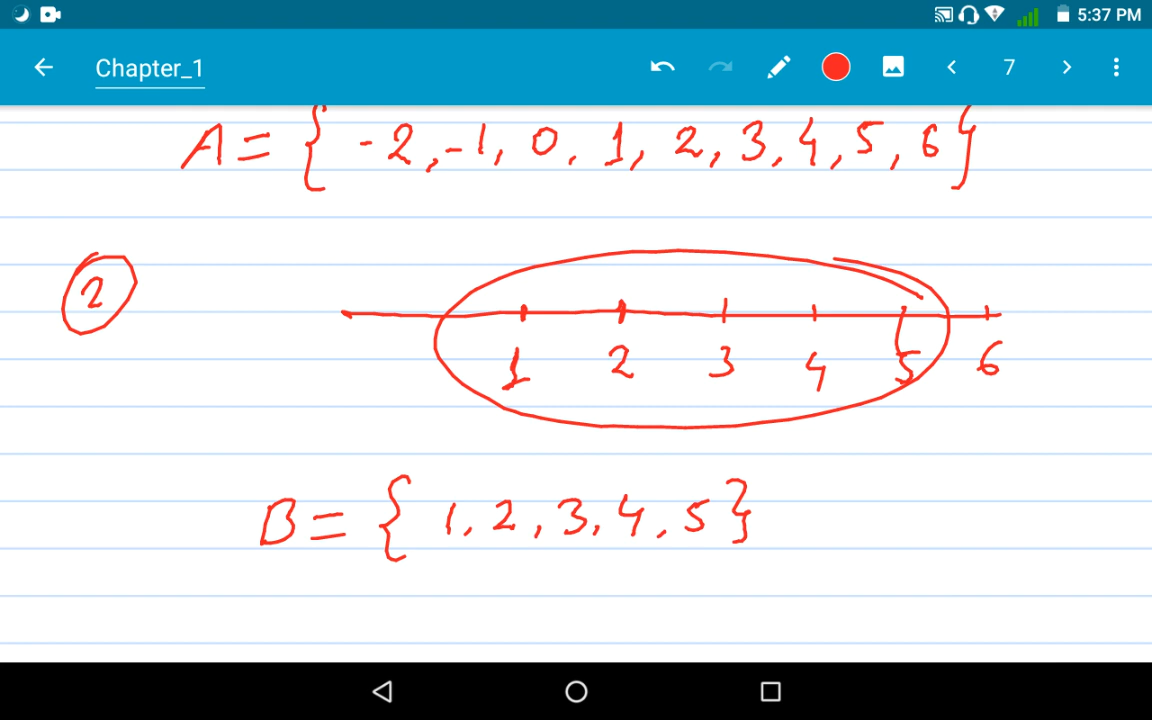 5:37 PM
Chapter_1 7
A = { -2, -1, 0, 1, 2, 3, 4, 5, 6 }
2
1 2 3 4 5 6
B = { 1, 2, 3, 4, 5 }